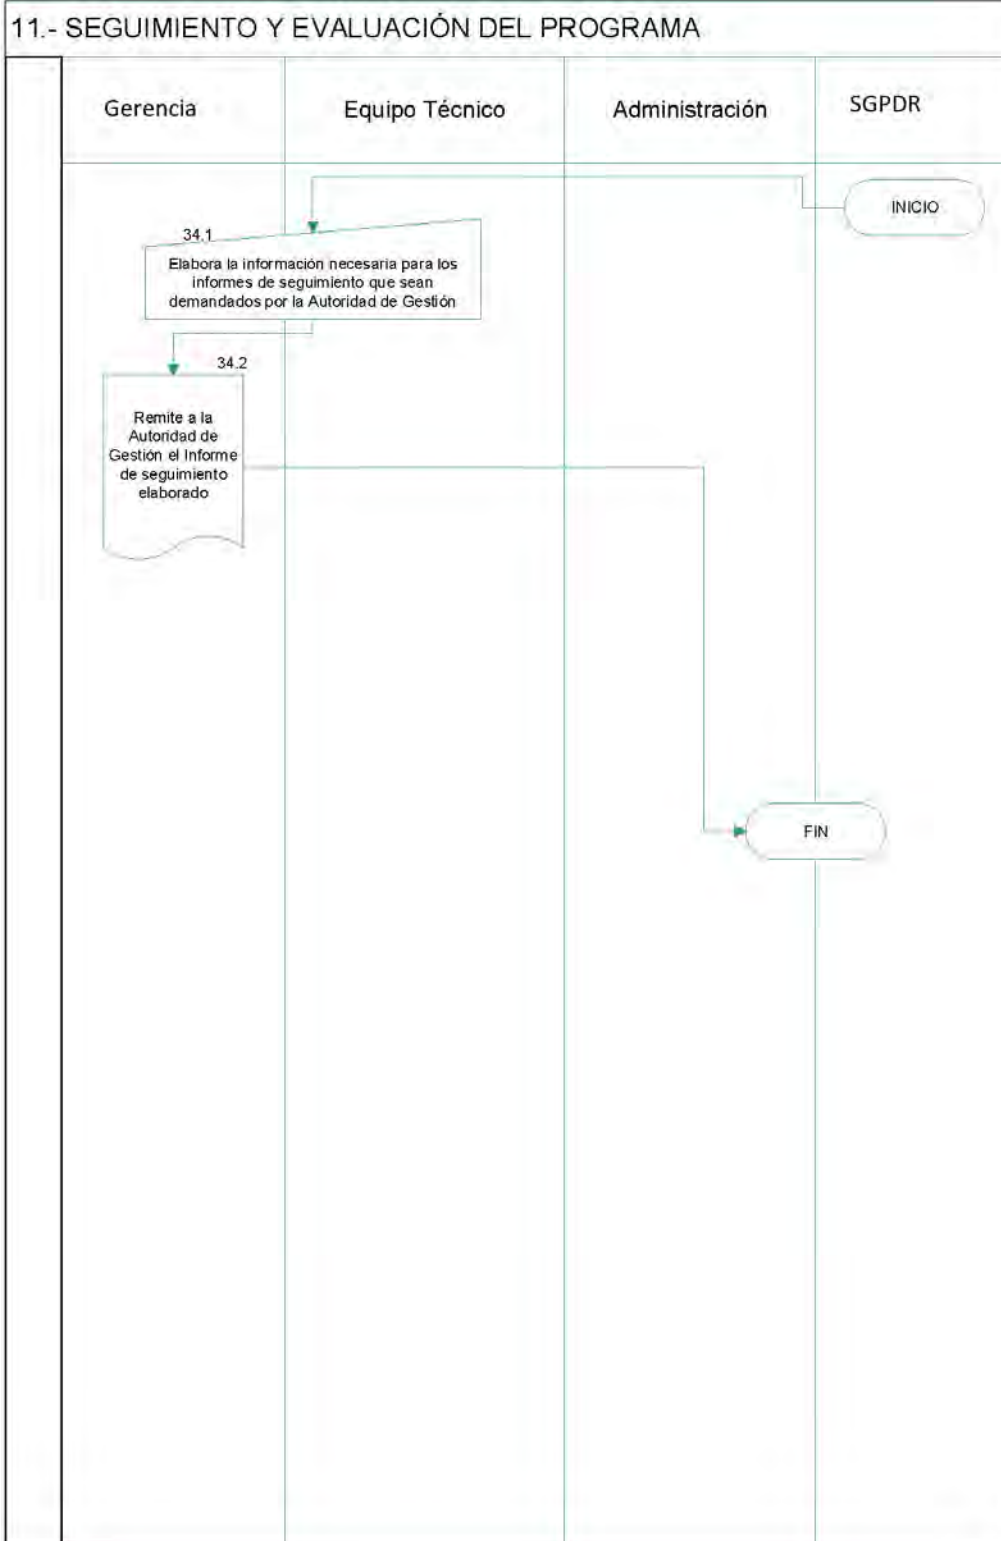 11.- SEGUIMIENTO Y EVALUACIÓN DEL PROGRAMA
Gerencia
Equipo Técnico
Administración
SGPDR
INICIO
34.1
Elabora la información necesaria para los
informes de seguimiento que sean
demandados por la Autoridad de Gestión
34.2
Remite a la
Autoridad de
Gestión el Informe
de seguimiento
elaborado
FIN